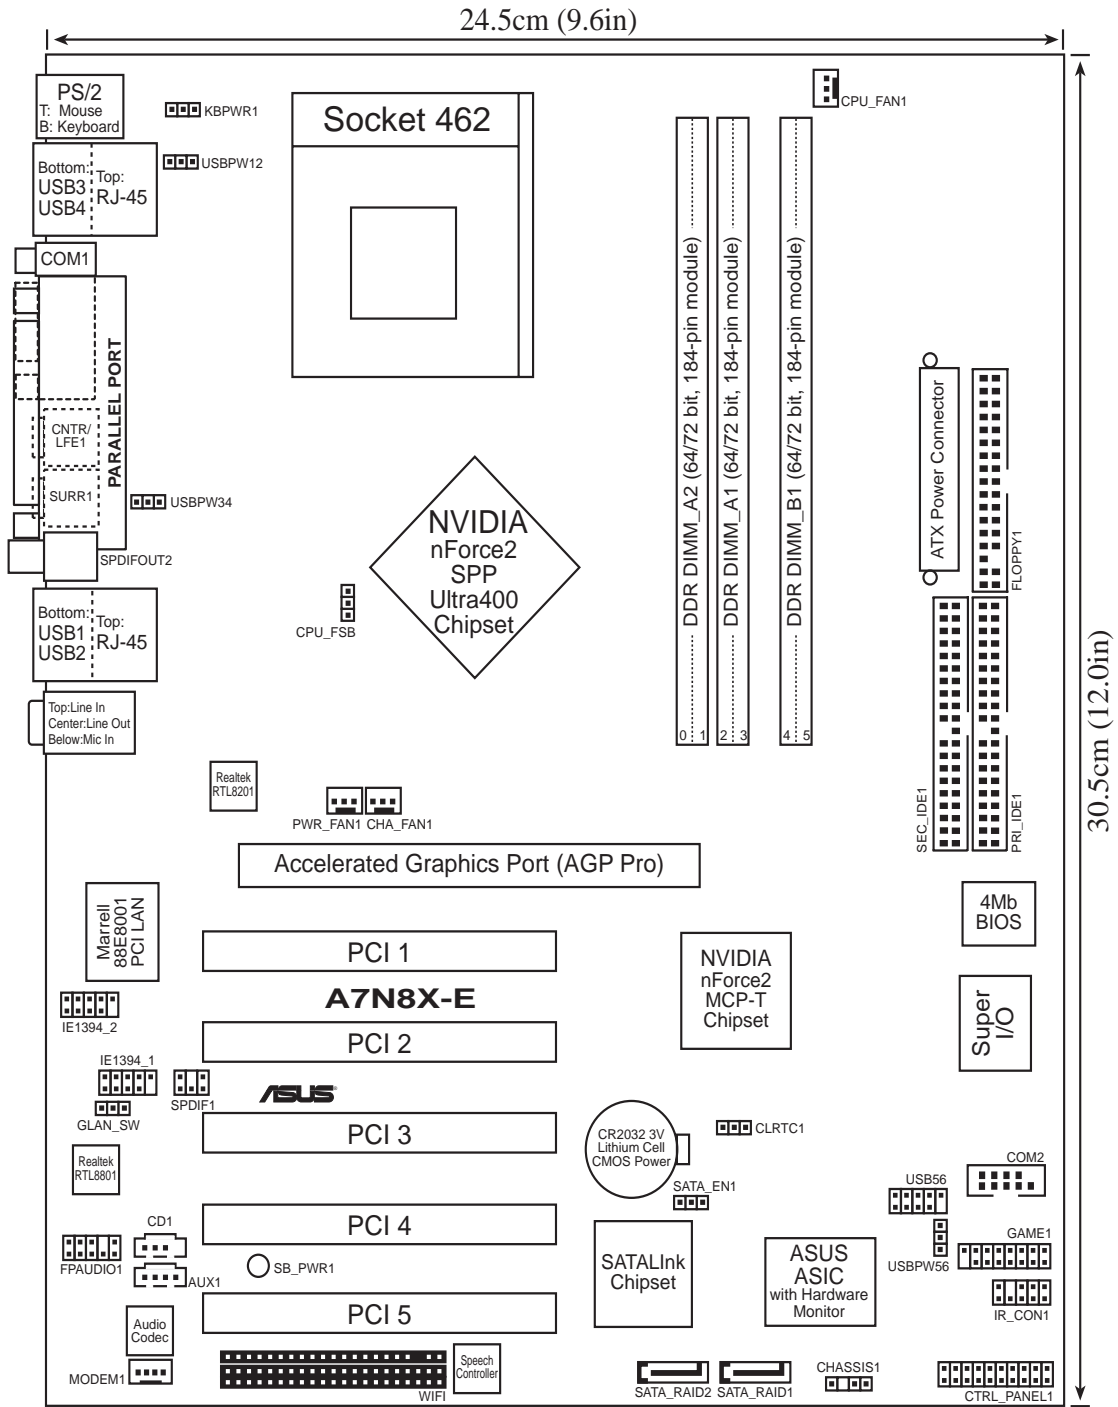 24.5cm (9.6in)
PS/2
T: Mouse
B: Keyboard
KBPWR1
Socket 462
CPU_FAN1
Bottom:
USB3
USB4
Top:
RJ-45
USBPW12
COM1
PARALLEL PORT
CNTR/
LFE1
SURR1
USBPW34
SPDIFOUT2
Bottom:
USB1
USB2
Top:
RJ-45
Top:Line In
Center:Line Out
Below:Mic In
NVIDIA
nForce2
SPP
Ultra400
Chipset
CPU_FSB
DDR DIMM_A2 (64/72 bit, 184-pin module)
DDR DIMM_A1 (64/72 bit, 184-pin module)
DDR DIMM_B1 (64/72 bit, 184-pin module)
0 1
2 3
4 5
ATX Power Connector
FLOPPY1
SEC_IDE1
PRI_IDE1
30.5cm (12.0in)
Realtek
RTL8201
PWR_FAN1
CHA_FAN1
Accelerated Graphics Port (AGP Pro)
Marrell
88E8001
PCI LAN
PCI 1
NVIDIA
nForce2
MCP-T
Chipset
4Mb
BIOS
Super
I/O
A7N8X-E
IE1394_2
PCI 2
IE1394_1
SPDIF1
GLAN_SW
ASUS
PCI 3
CR2032 3V
Lithium Cell
CMOS Power
CLRTC1
Realtek
RTL8801
SATA_EN1
COM2
USB56
CD1
PCI 4
GAME1
FPAUDIO1
AUX1
SB_PWR1
SATALInk
Chipset
ASUS
ASIC
with Hardware
Monitor
USBPW56
IR_CON1
PCI 5
Audio
Codec
MODEM1
WIFI
Speech
Controller
SATA_RAID2
SATA_RAID1
CHASSIS1
CTRL_PANEL1